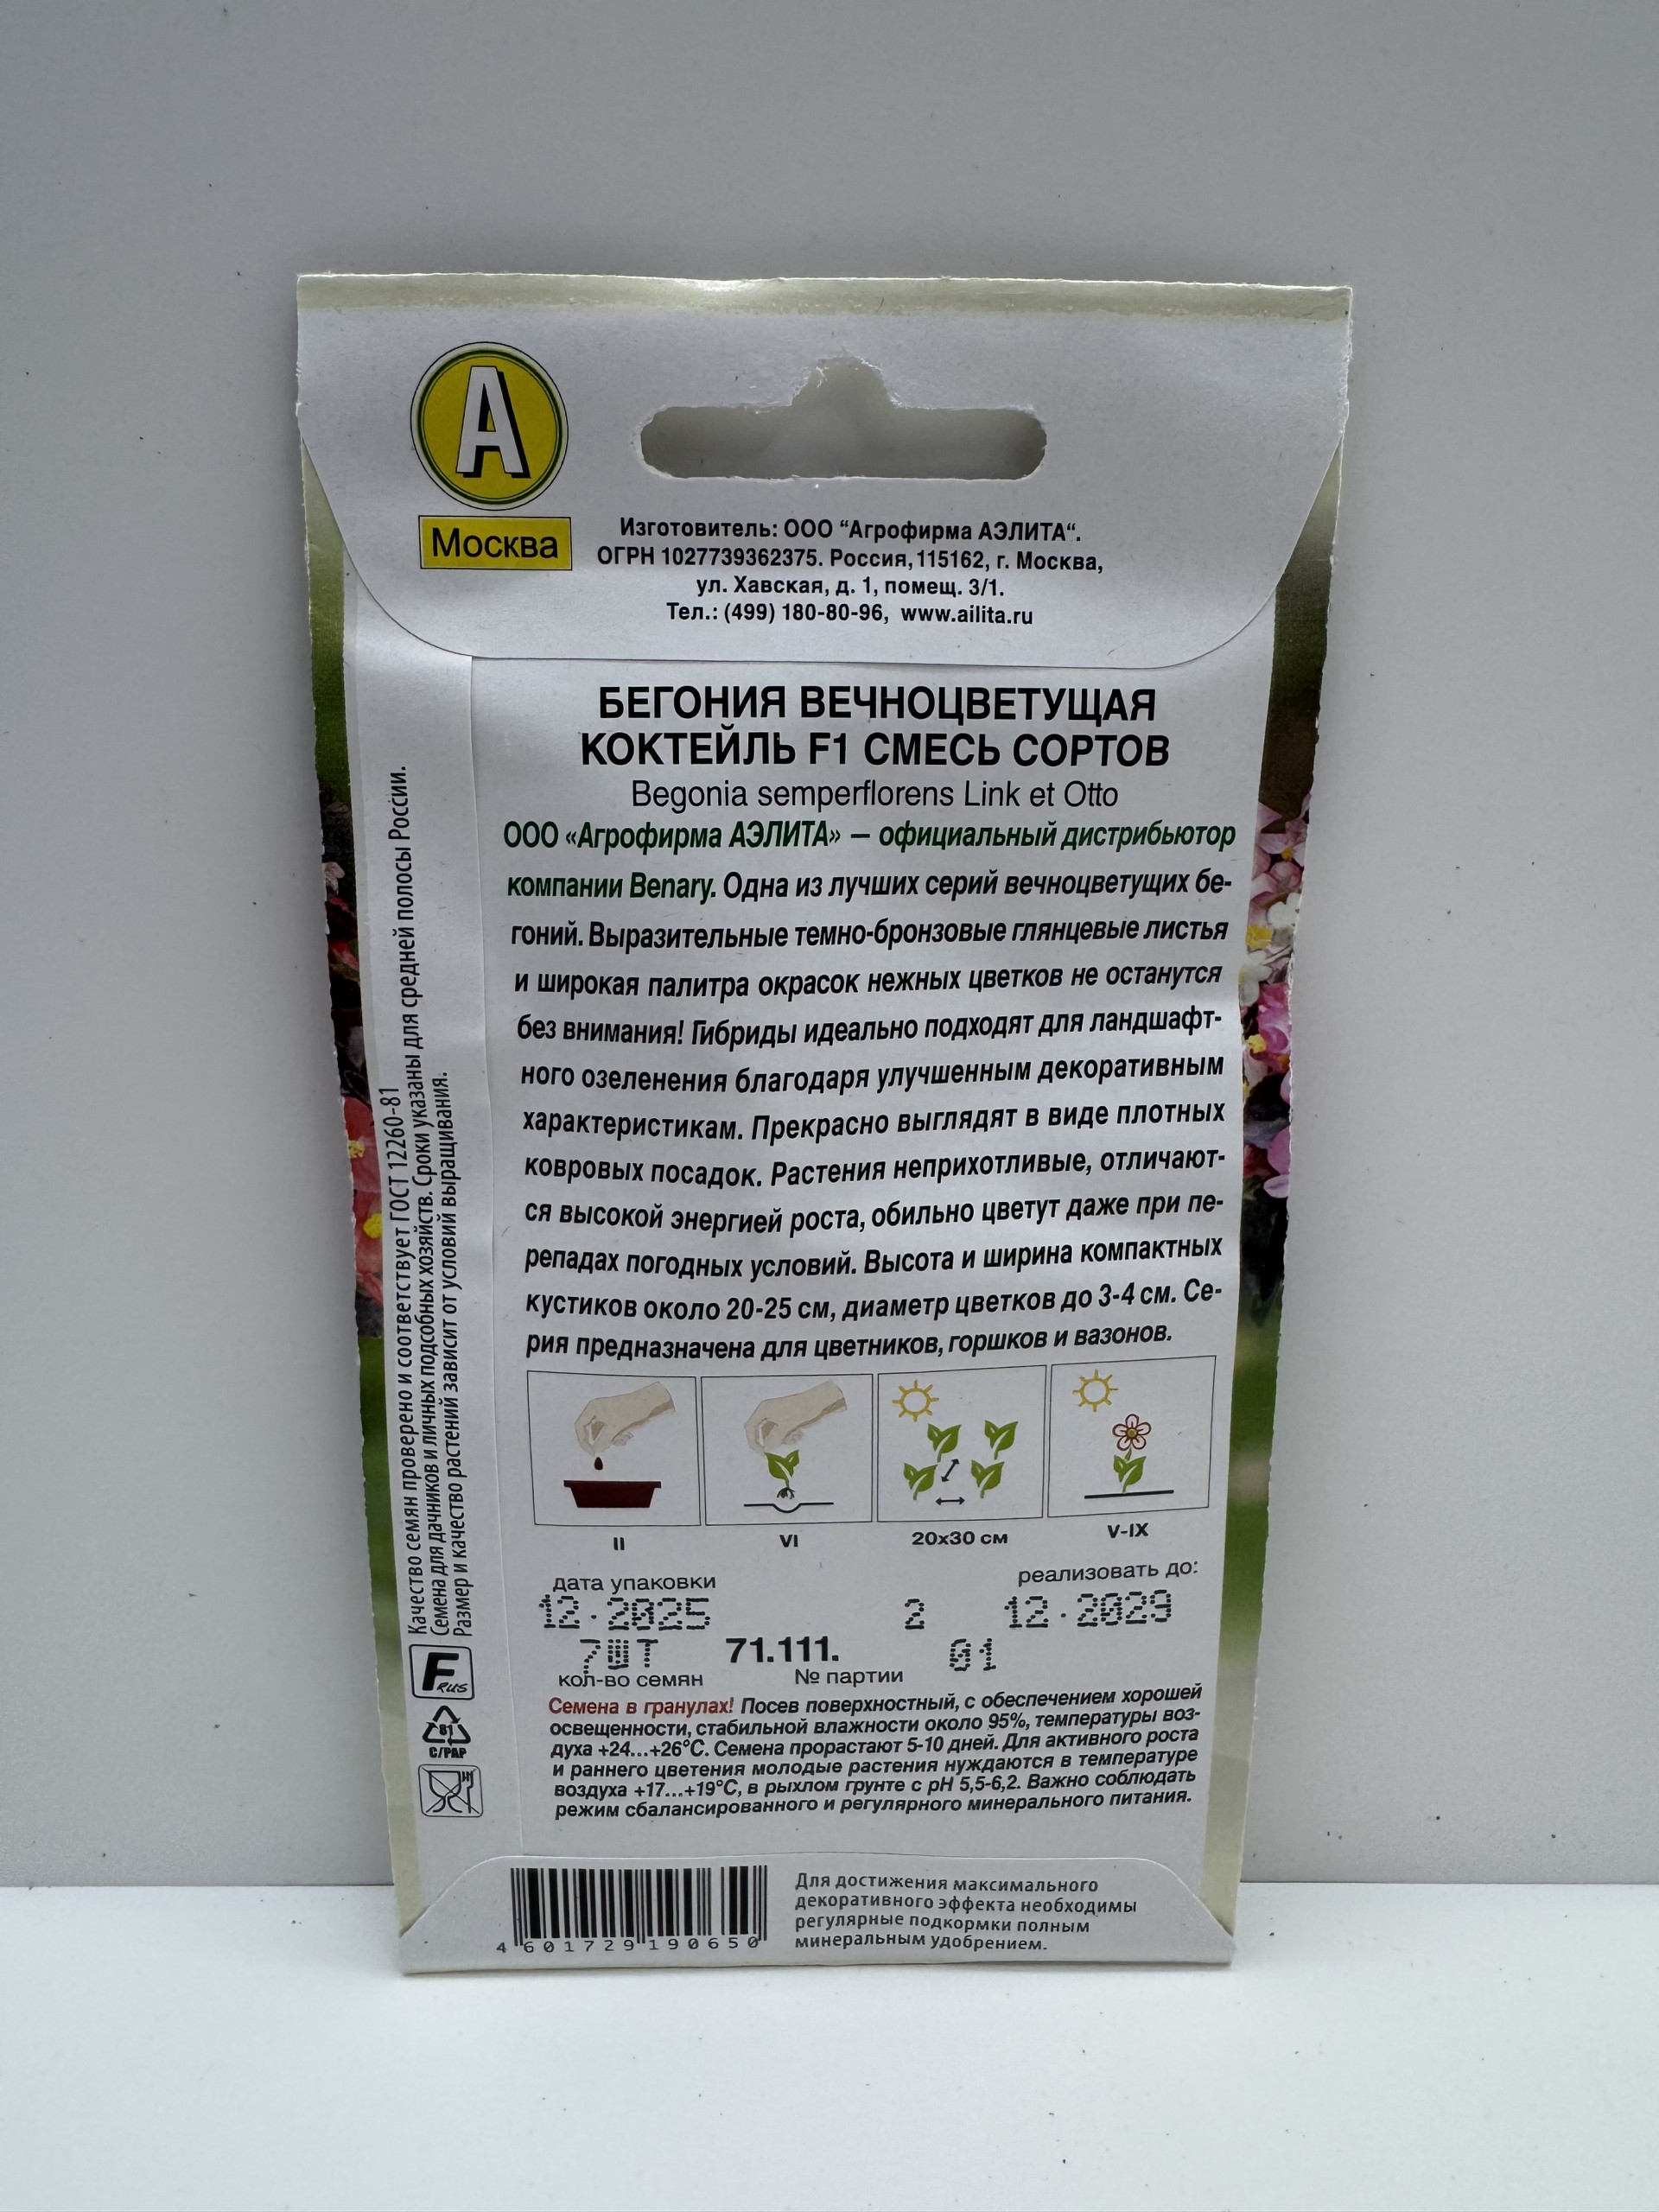 А
Москва
Изготовитель: ООО “Агрофирма АЭЛИТА“.
ОГРН 1027739362375. Россия, 115162, г. Москва,
ул. Хавская, д. 1, помещ. 3/1.
Тел.: (499) 180-80-96, www.ailita.ru
БЕГОНИЯ ВЕЧНОЦВЕТУЩАЯ
КОКТЕЙЛЬ F1 СМЕСЬ СОРТОВ
Begonia semperflorens Link et Otto
ООО «Агрофирма АЭЛИТА» — официальный дистрибьютор
компании Benary. Одна из лучших серий вечноцветущих бе-
гоний. Выразительные темно-бронзовые глянцевые листья
и широкая палитра окрасок нежных цветков не останутся
без внимания! Гибриды идеально подходят для ландшафт-
ного озеленения благодаря улучшенным декоративным
характеристикам. Прекрасно выглядят в виде плотных
ковровых посадок. Растения неприхотливые, отличают-
ся высокой энергией роста, обильно цветут даже при пе-
репадах погодных условий. Высота и ширина компактных
кустиков около 20-25 см, диаметр цветков до 3-4 см. Се-
рия предназначена для цветников, горшков и вазонов.
II
VI
20x30 см
V-IX
дата упаковки
реализовать до:
12.2025
2
12.2029
7ШТ
71.111.
01
кол-во семян
№ партии
Семена в гранулах! Посев поверхностный, с обеспечением хорошей
освещенности, стабильной влажности около 95%, температуры воз-
духа +24...+26°С. Семена прорастают 5-10 дней. Для активного роста
и раннего цветения молодые растения нуждаются в температуре
воздуха +17...+19°С, в рыхлом грунте с pH 5,5-6,2. Важно соблюдать
режим сбалансированного и регулярного минерального питания.
Качество семян проверено и соответствует ГОСТ 12260-81
Семена для дачников и личных подсобных хозяйств. Сроки указаны для средней полосы России.
Размер и качество растений зависит от условий выращивания.
F RUS
81
C/PAP
4 601729 190650
Для достижения максимального
декоративного эффекта необходимы
регулярные подкормки полным
минеральным удобрением.